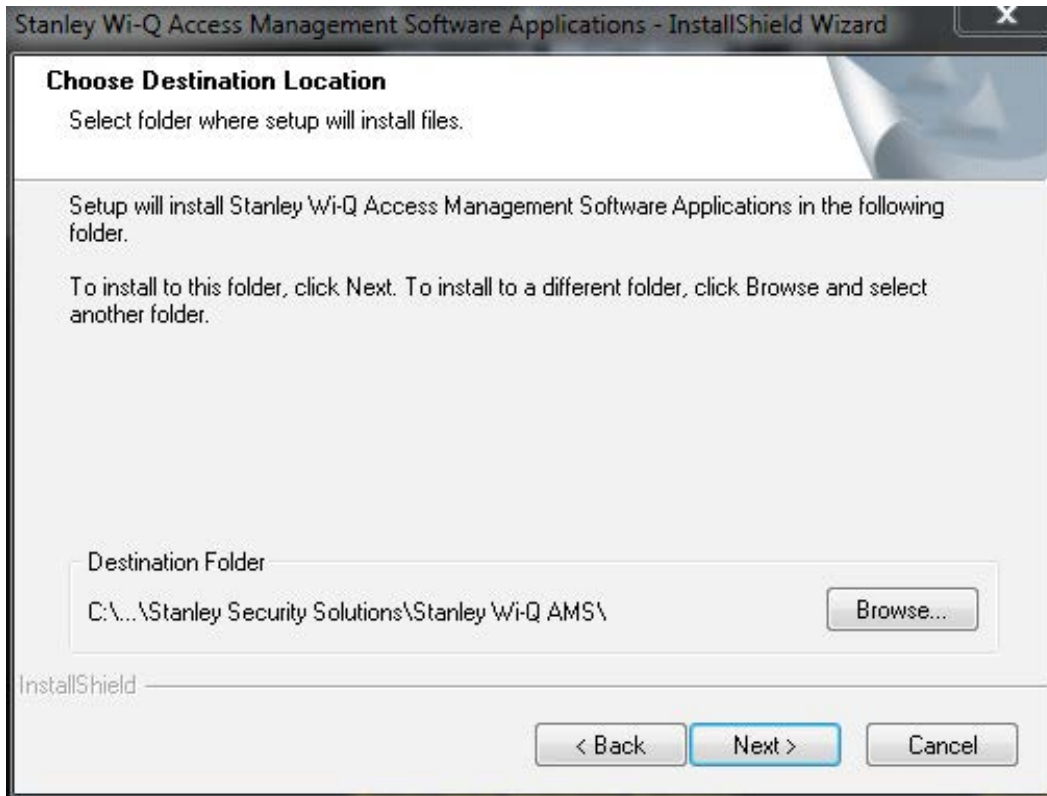 Stanley Wi-Q Access Management Software Applications - InstallShield Wizard
X
Choose Destination Location
Select folder where setup will install files.
Setup will install Stanley Wi-Q Access Management Software Applications in the following
folder.
To install to this folder, click Next. To install to a different folder, click Browse and select
another folder.
Destination Folder
C:\...\Stanley Security Solutions\Stanley Wi-Q AMS\
Browse...
InstallShield
< Back
Next >
Cancel